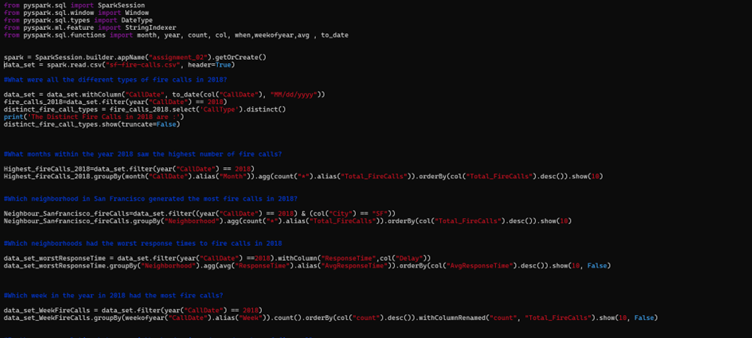 from pyspark.sql import SparkSession
from pyspark.sql.window import Window
from pyspark.sql.types import DateType
from pyspark.ml.feature import StringIndexer
from pyspark.sql.functions import month, year, count, col, when,weekofyear,avg , to_date
spark = SparkSession.builder.appName("assignment_02").getOrCreate()
data_set = spark.read.csv("sf-fire-calls.csv", header=True)
#What were all the different types of fire calls in 2018?
data_set = data_set.withColumn("CallDate", to_date(col("CallDate"), "MM/dd/yyyy"))
fire_calls_2018=data_set.filter(year("CallDate") == 2018)
distinct_fire_call_types = fire_calls_2018.select("CallType").distinct()
print("The Distinct Fire Calls in 2018 are :")
distinct_fire_call_types.show(truncate=False)
#What months within the year 2018 saw the highest number of fire calls?
Highest_fireCalls_2018=data_set.filter(year("CallDate") == 2018)
Highest_fireCalls_2018.groupBy(month("CallDate").alias("Month")).agg(count("*").alias("Total_FireCalls")).orderBy(col("Total_FireCalls").desc()).show(10)
#Which neighborhood in San Francisco generated the most fire calls in 2018?
Neighbour_Sanfrancisco_fireCalls=data_set.filter((year("CallDate") == 2018) & (col("City") == "SF"))
Neighbour_Sanfrancisco_fireCalls.groupBy("Neighborhood").agg(count("*").alias("Total_FireCalls")).orderBy(col("Total_FireCalls").desc()).show(10)
#Which neighborhoods had the worst response times to fire calls in 2018
data_set_worstResponseTime = data_set.filter(year("CallDate") ==2018).withColumn("ResponseTime",col("Delay"))
data_set_worstResponseTime.groupBy("Neighborhood").agg(avg("ResponseTime").alias("AvgResponseTime")).orderBy(col("AvgResponseTime").desc()).show(10, False)
#Which week in the year in 2018 had the most fire calls?
data_set_WeekFireCalls = data_set.filter(year("CallDate") == 2018)
data_set_WeekFireCalls.groupBy(weekofyear("CallDate").alias("Week")).count().orderBy(col("count").desc()).withColumnRenamed("count", "Total_FireCalls").show(10, False)